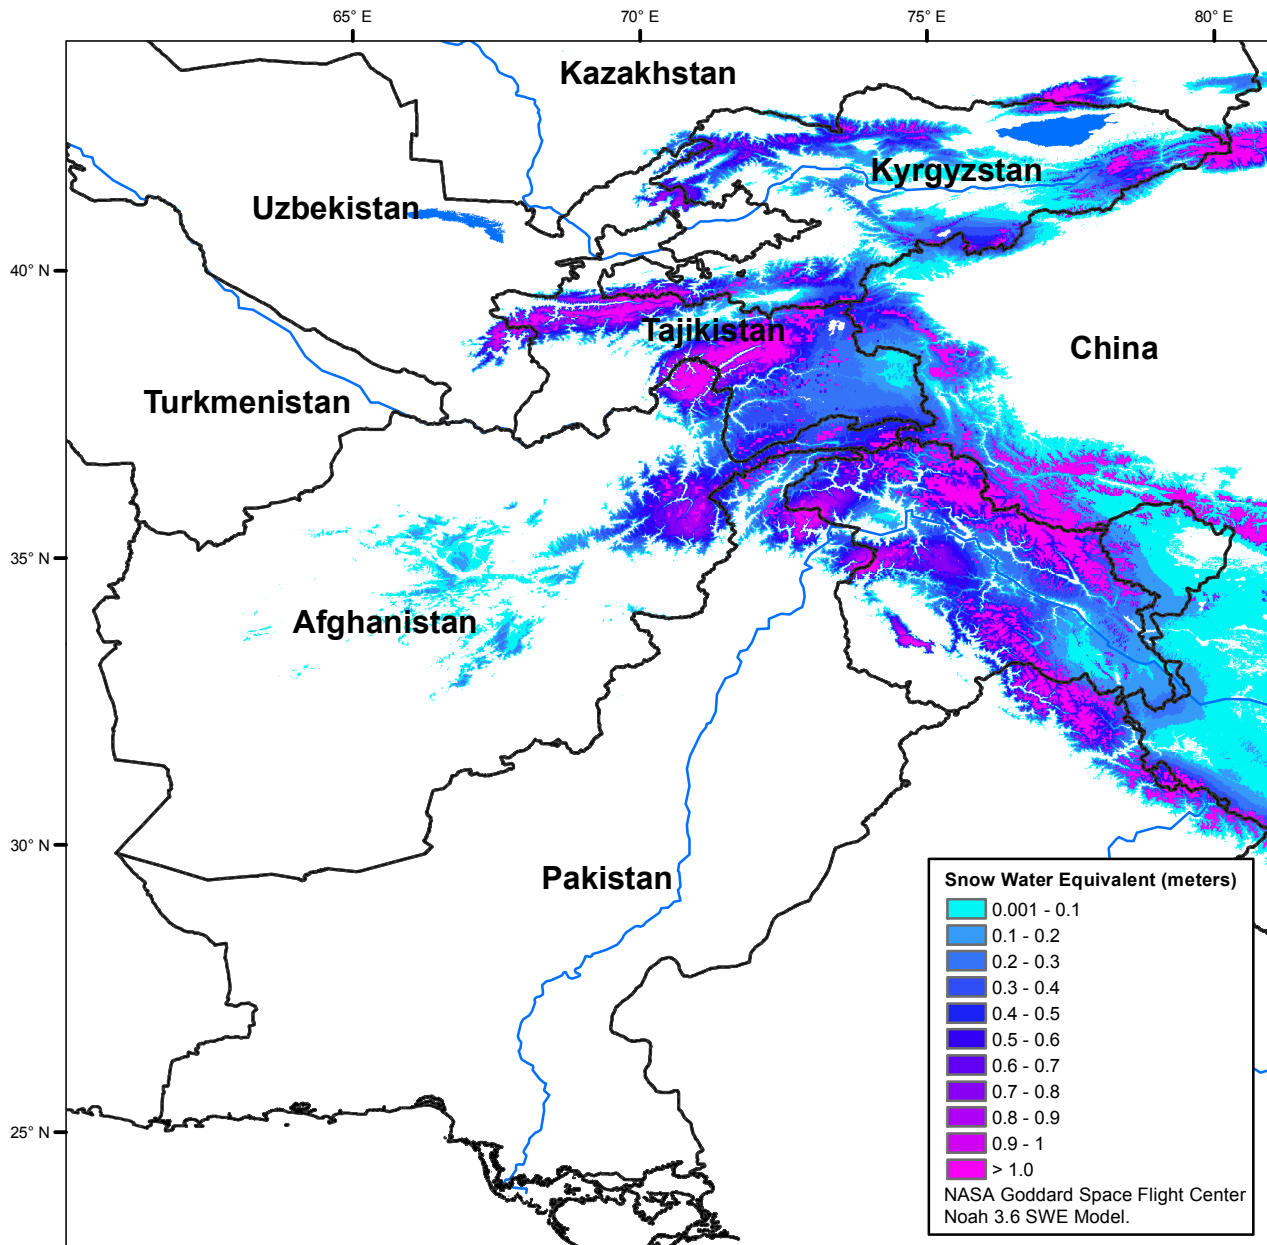 65° E
70° E
75° E
80° E
Kazakhstan
Kyrgyzstan
Uzbekistan
40° N
Tajikistan
China
Turkmenistan
35° N
Afghanistan
30° N
Pakistan
25° N
Snow Water Equivalent (meters)
0.001 - 0.1
0.1 - 0.2
0.2 - 0.3
0.3 - 0.4
0.4 - 0.5
0.5 - 0.6
0.6 - 0.7
0.7 - 0.8
0.8 - 0.9
0.9 - 1
> 1.0
NASA Goddard Space Flight Center
Noah 3.6 SWE Model.